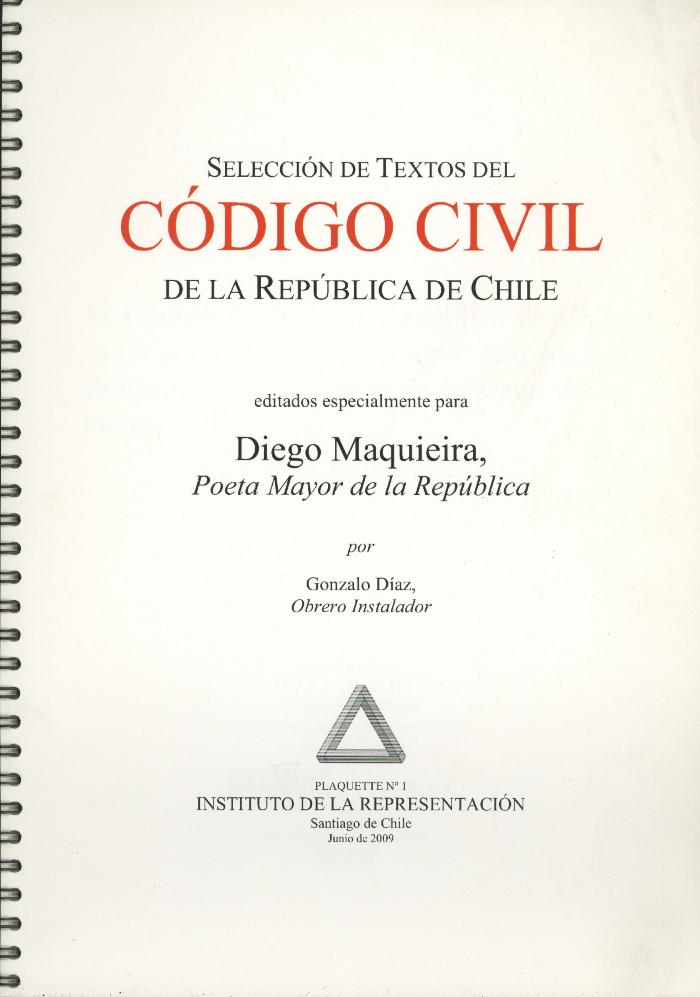 SELECCIÓN DE TEXTOS DEL
CÓDIGO CIVIL
DE LA REPÚBLICA DE CHILE
editados especialmente para
Diego Maquieira,
Poeta Mayor de la República
por
Gonzalo Díaz,
Obrero Instalador
PLAQUETTE Nº 1
INSTITUTO DE LA REPRESENTACIÓN
Santiago de Chile
Junio de 2009